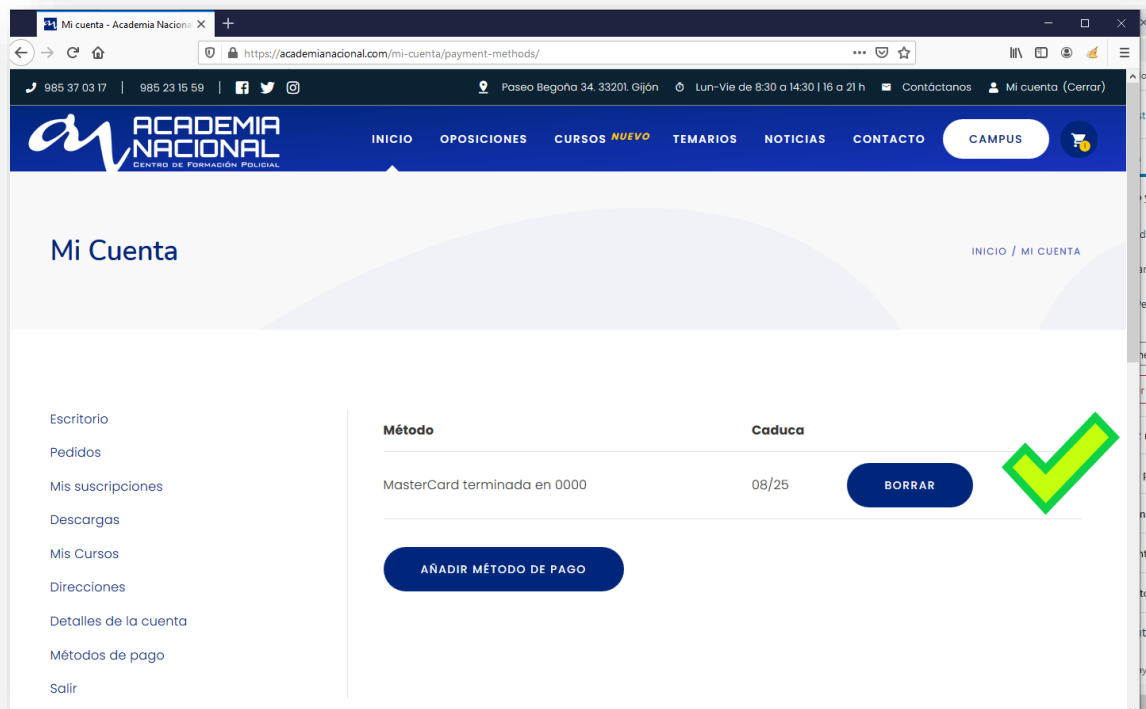 Mi cuenta - Academia Naciona
https://academianacional.com/mi-cuenta/payment-methods/
985 37 03 17 | 985 23 15 59 |
Paseo Begoña 34. 33201. Gijón
Lun-Vie de 8:30 a 14:30 | 16 a 21 h
Contáctanos
Mi cuenta (Cerrar)
ACADEMIA
NACIONAL
CENTRO DE FORMACIÓN POLICIAL
INICIO OPOSICIONES CURSOS NUEVO TEMARIOS NOTICIAS CONTACTO CAMPUS 1
Mi Cuenta
INICIO / MI CUENTA
Escritorio
Pedidos
Mis suscripciones
Descargas
Mis Cursos
Direcciones
Detalles de la cuenta
Métodos de pago
Salir
Método Caduca
MasterCard terminada en 0000 08/25 BORRAR
AÑADIR MÉTODO DE PAGO